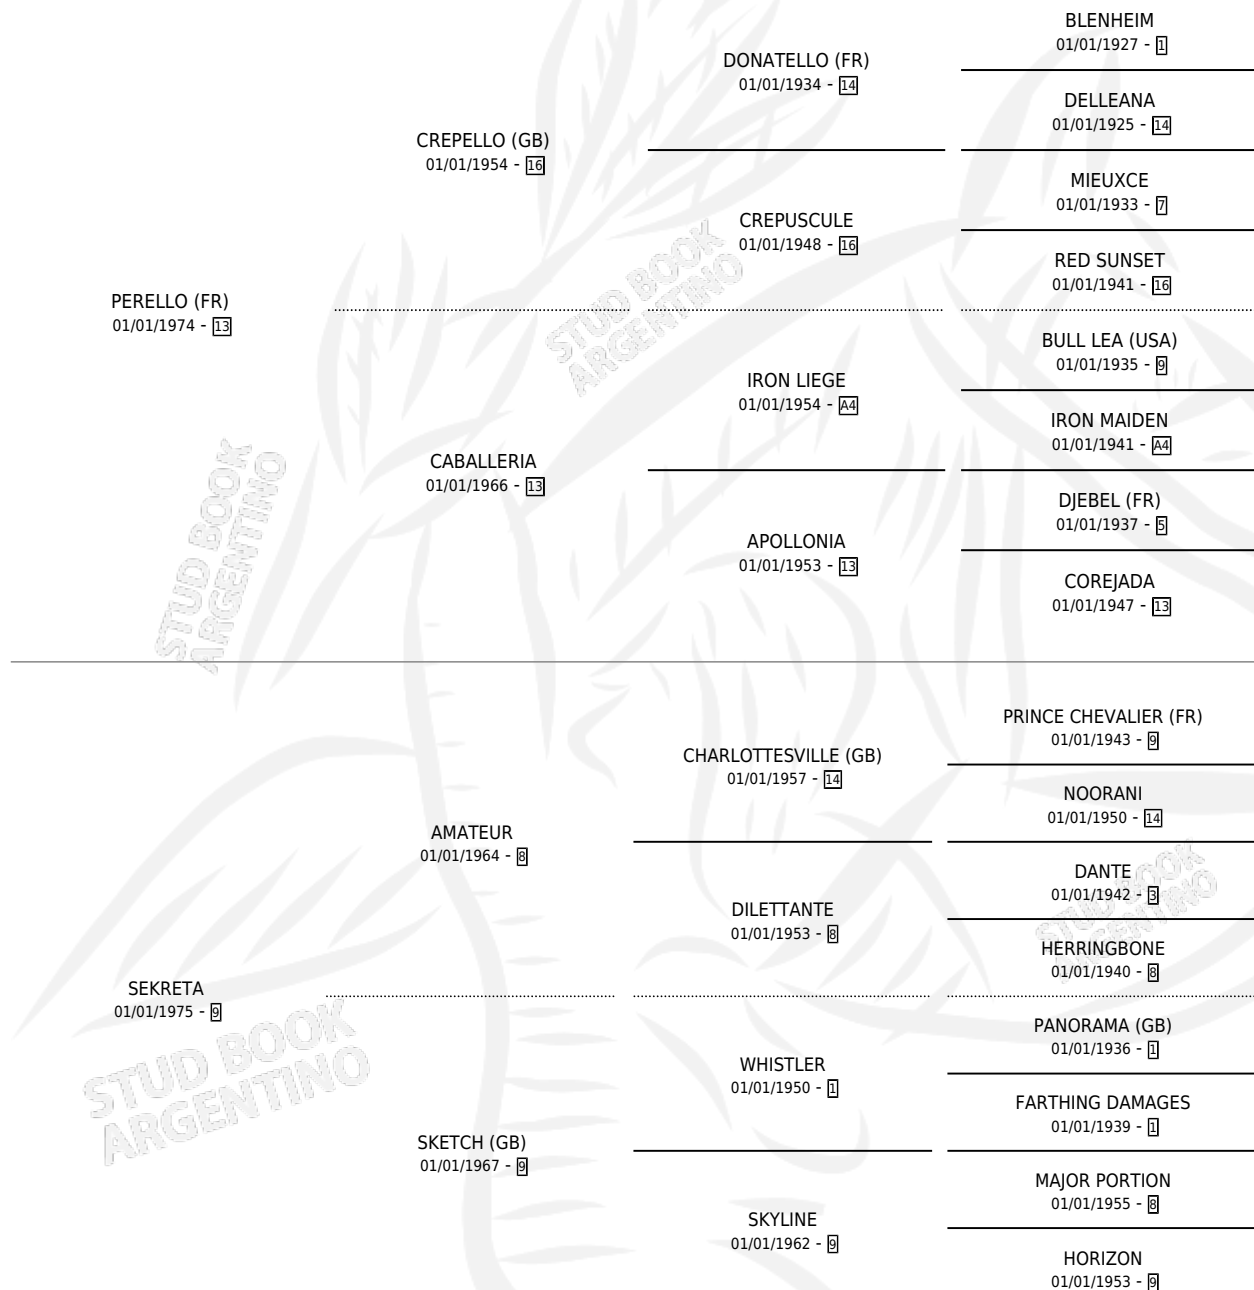 BLENHEIM
01/01/1927 - 1
DONATELLO (FR)
01/01/1934 - 14
DELLEANA
01/01/1925 - 14
CREPELLO (GB)
01/01/1954 - 16
MIEUXCE
01/01/1933 - 7
CREPUSCULE
01/01/1948 - 16
RED SUNSET
01/01/1941 - 16
PERELLO (FR)
01/01/1974 - 13
STUD BOOK
ARGENTINO
BULL LEA (USA)
01/01/1935 - 9
IRON LIEGE
01/01/1954 - A4
IRON MAIDEN
01/01/1941 - A4
CABALLERIA
01/01/1966 - 13
DJEBEL (FR)
01/01/1937 - 5
APOLLONIA
01/01/1953 - 13
COREJADA
01/01/1947 - 13
STUD BOOK
ARGENTINO
PRINCE CHEVALIER (FR)
01/01/1943 - 9
CHARLOTTESVILLE (GB)
01/01/1957 - 14
NOORANI
01/01/1950 - 14
AMATEUR
01/01/1964 - 8
DANTE
01/01/1942 - 3
DILETTANTE
01/01/1953 - 8
HERRINGBONE
01/01/1940 - 8
STUD BOOK
ARGENTINO
SEKRETA
01/01/1975 - 9
STUD BOOK
ARGENTINO
PANORAMA (GB)
01/01/1936 - 1
WHISTLER
01/01/1950 - 1
FARTHING DAMAGES
01/01/1939 - 1
SKETCH (GB)
01/01/1967 - 9
MAJOR PORTION
01/01/1955 - 8
SKYLINE
01/01/1962 - 9
HORIZON
01/01/1953 - 9